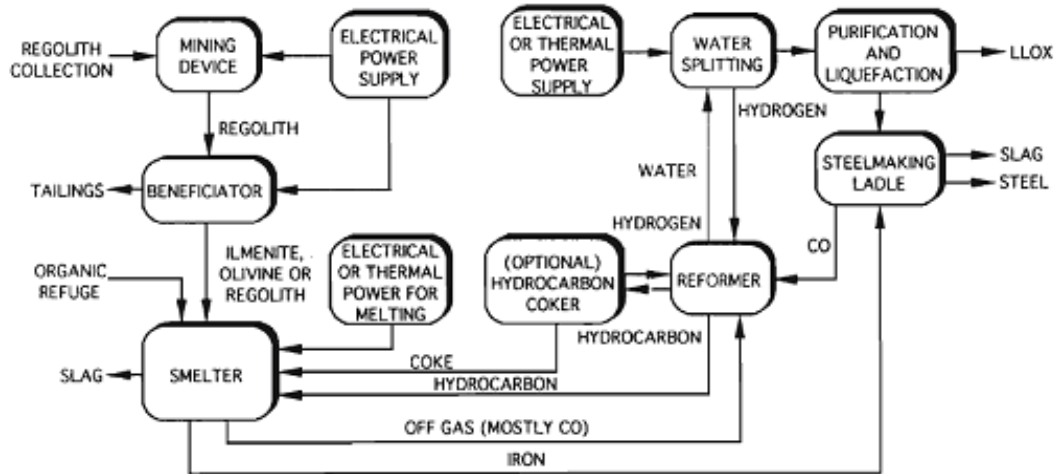 REGOLITH
COLLECTION
MINING
DEVICE
ELECTRICAL
POWER
SUPPLY
ELECTRICAL
OR THERMAL
POWER
SUPPLY
WATER
SPLITTING
PURIFICATION
AND
LIQUEFACTION
LLOX
REGOLITH
HYDROGEN
TAILINGS
BENEFICIATOR
WATER
STEELMAKING
LADLE
SLAG
STEEL
HYDROGEN
CO
ORGANIC
REFUGE
ILMENITE,
OLIVINE OR
REGOLITH
ELECTRICAL
OR THERMAL
POWER FOR
MELTING
(OPTIONAL)
HYDROCARBON
COKER
REFORMER
HYDROCARBON
SLAG
SMELTER
COKE
HYDROCARBON
OFF GAS (MOSTLY CO)
IRON